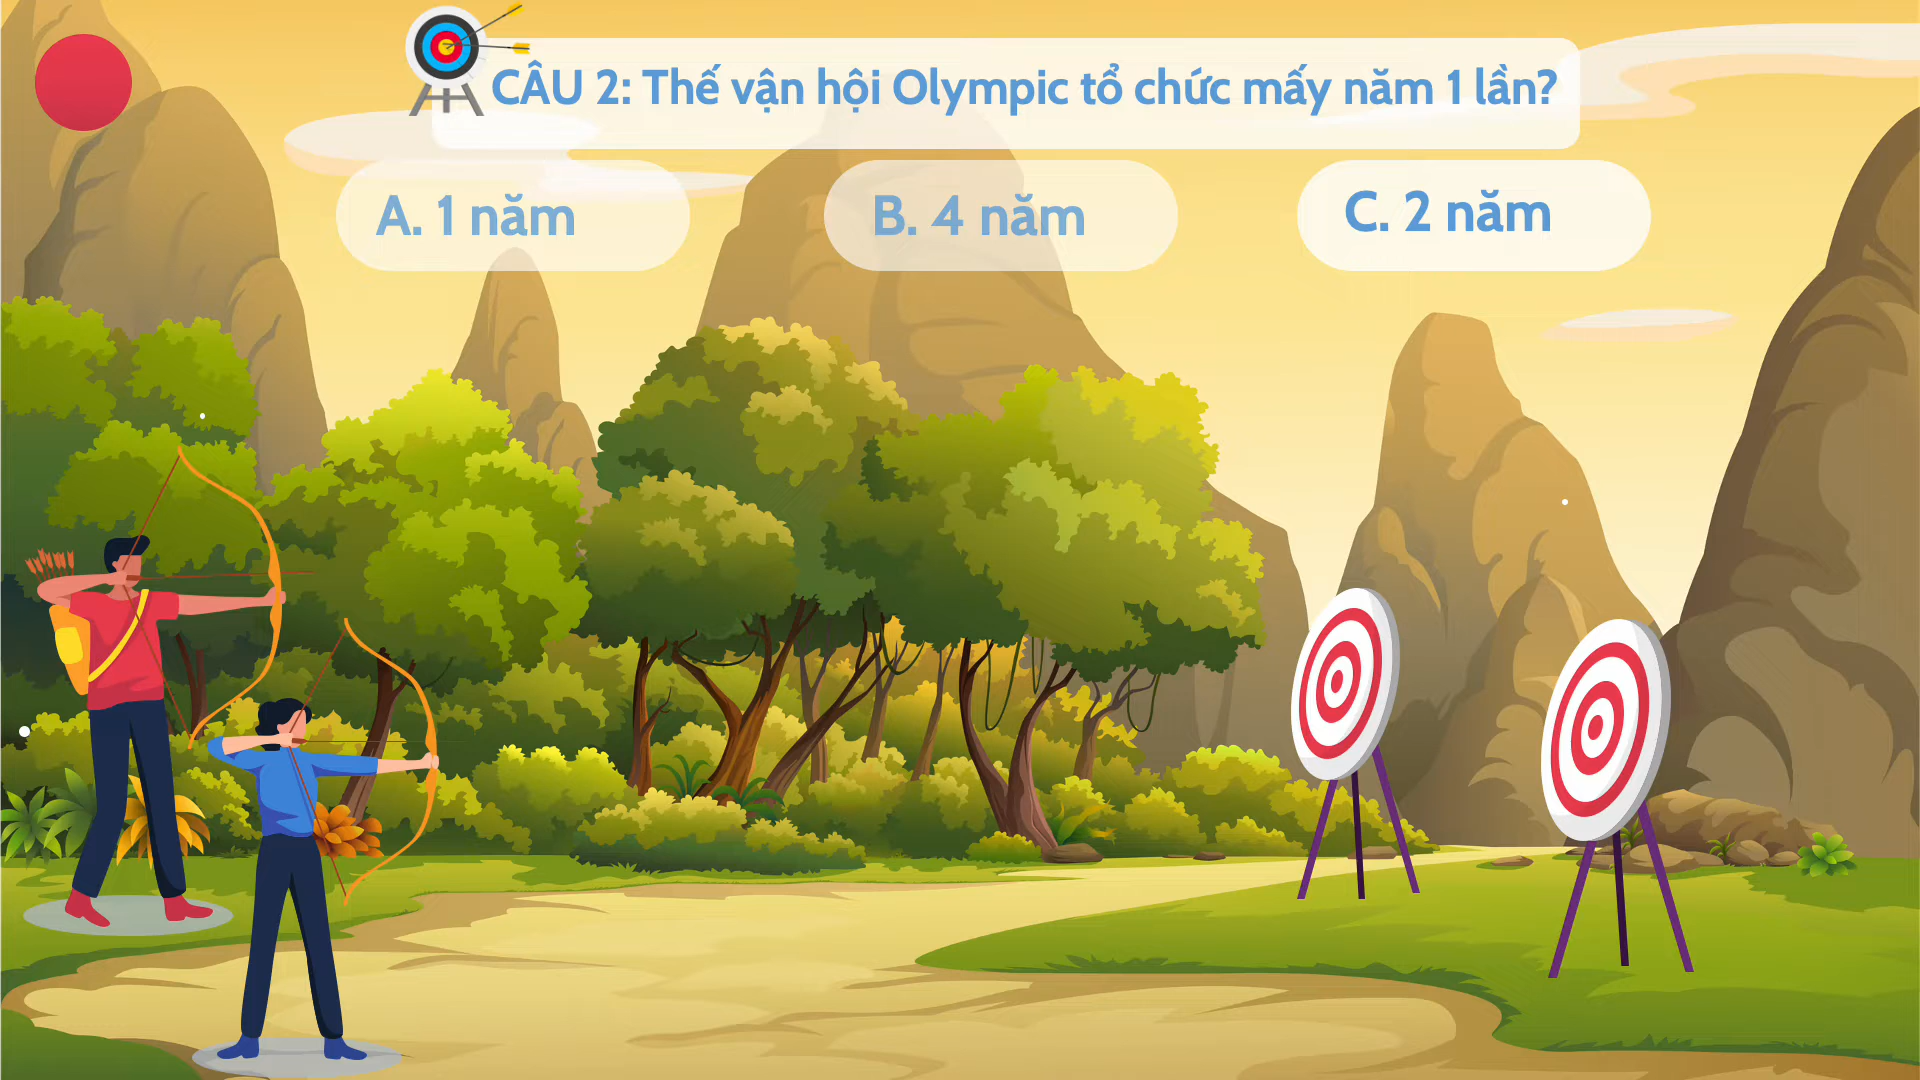 CÂU 2: Thế vận hội Olympic tổ chức mấy năm 1 lần?
A. 1 năm
B. 4 năm
C. 2 năm